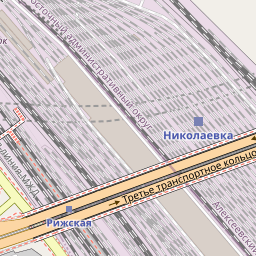 Восточный административный округ
Николаевка
Третье транспортное кольцо
Рижская
Алексеевский